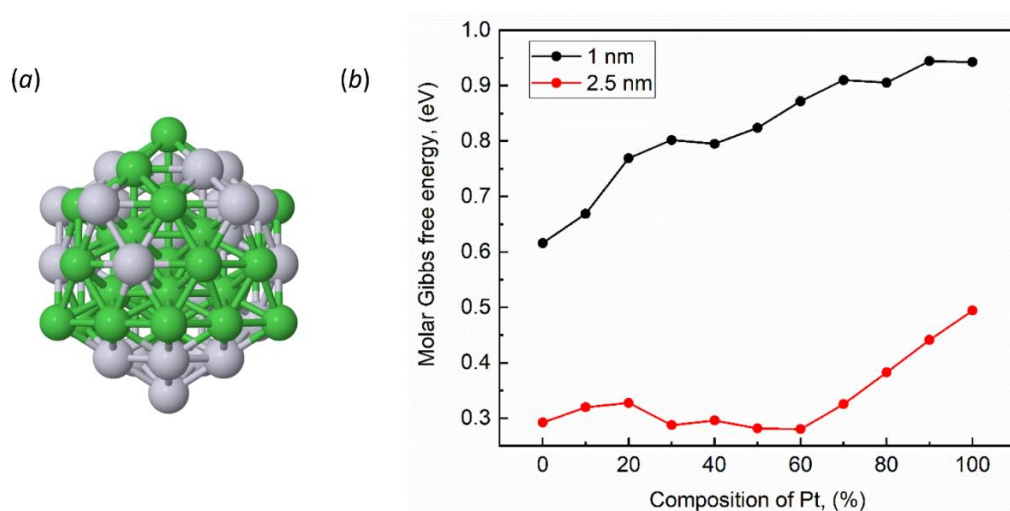 (a)
(b)
1 nm
2.5 nm
Molar Gibbs free energy, (eV)
1.0
0.9
0.8
0.7
0.6
0.5
0.4
0.3
0 20 40 60 80 100
Composition of Pt, (%)